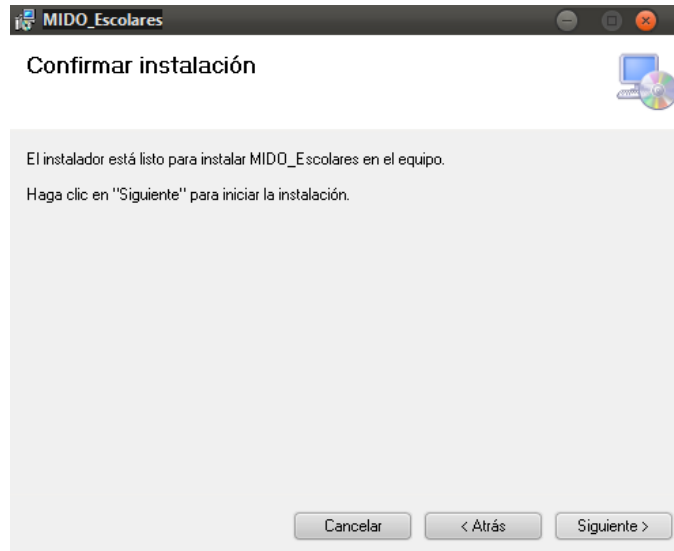 MIDO_Escolares
Confirmar instalación
El instalador está listo para instalar MIDO_Escolares en el equipo.
Haga clic en "Siguiente" para iniciar la instalación.
Cancelar
< Atrás
Siguiente >